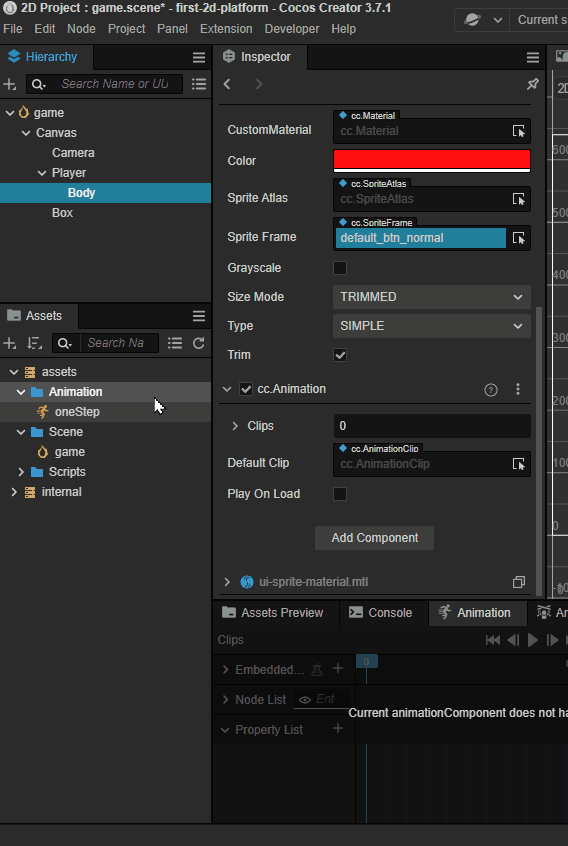 2D Project : game.scene* - first-2d-platform - Cocos Creator 3.7.1
File Edit Node Project Panel Extension Developer Help
Current s
Hierarchy
Search Name or UU
game
Canvas
Camera
Player
Body
Box
Assets
Search Na
assets
Animation
oneStep
Scene
game
Scripts
internal
Inspector
CustomMaterial
cc.Material
cc.Material
Color
Sprite Atlas
cc.SpriteAtlas
cc.SpriteAtlas
Sprite Frame
cc.SpriteFrame
default_btn_normal
Grayscale
Size Mode
TRIMMED
Type
SIMPLE
Trim
cc.Animation
Clips
0
Default Clip
cc.AnimationClip
cc.AnimationClip
Play On Load
Add Component
ui-sprite-material.mtl
2D
600
500
400
300
200
100
0
Assets Preview
Console
Animation
An
Clips
Embedded...
0
Node List
Ent
Current animationComponent does not ha
Property List